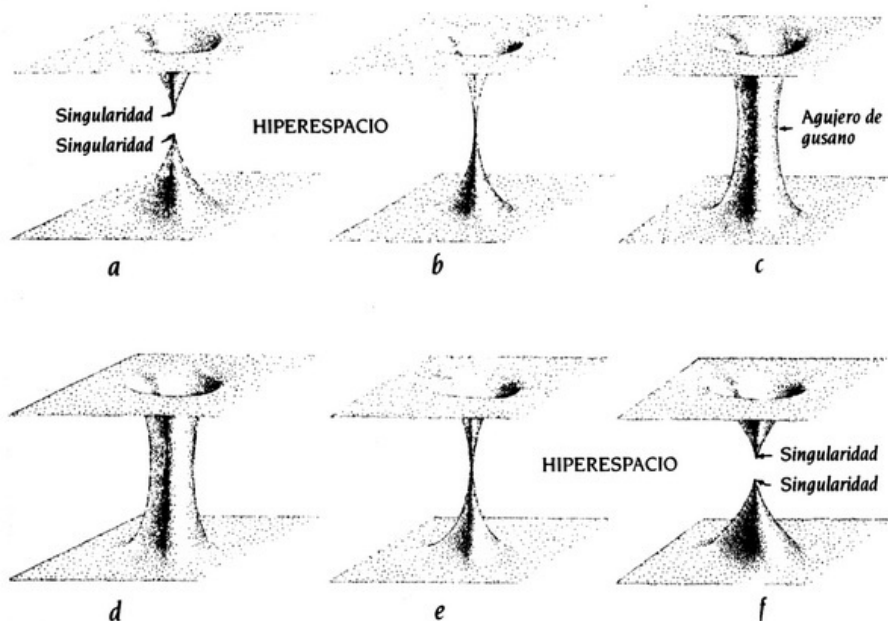 Singularidad
Singularidad
HIPERESPACIO
Agujero de
gusano
a
b
c
HIPERESPACIO
Singularidad
Singularidad
d
e
f